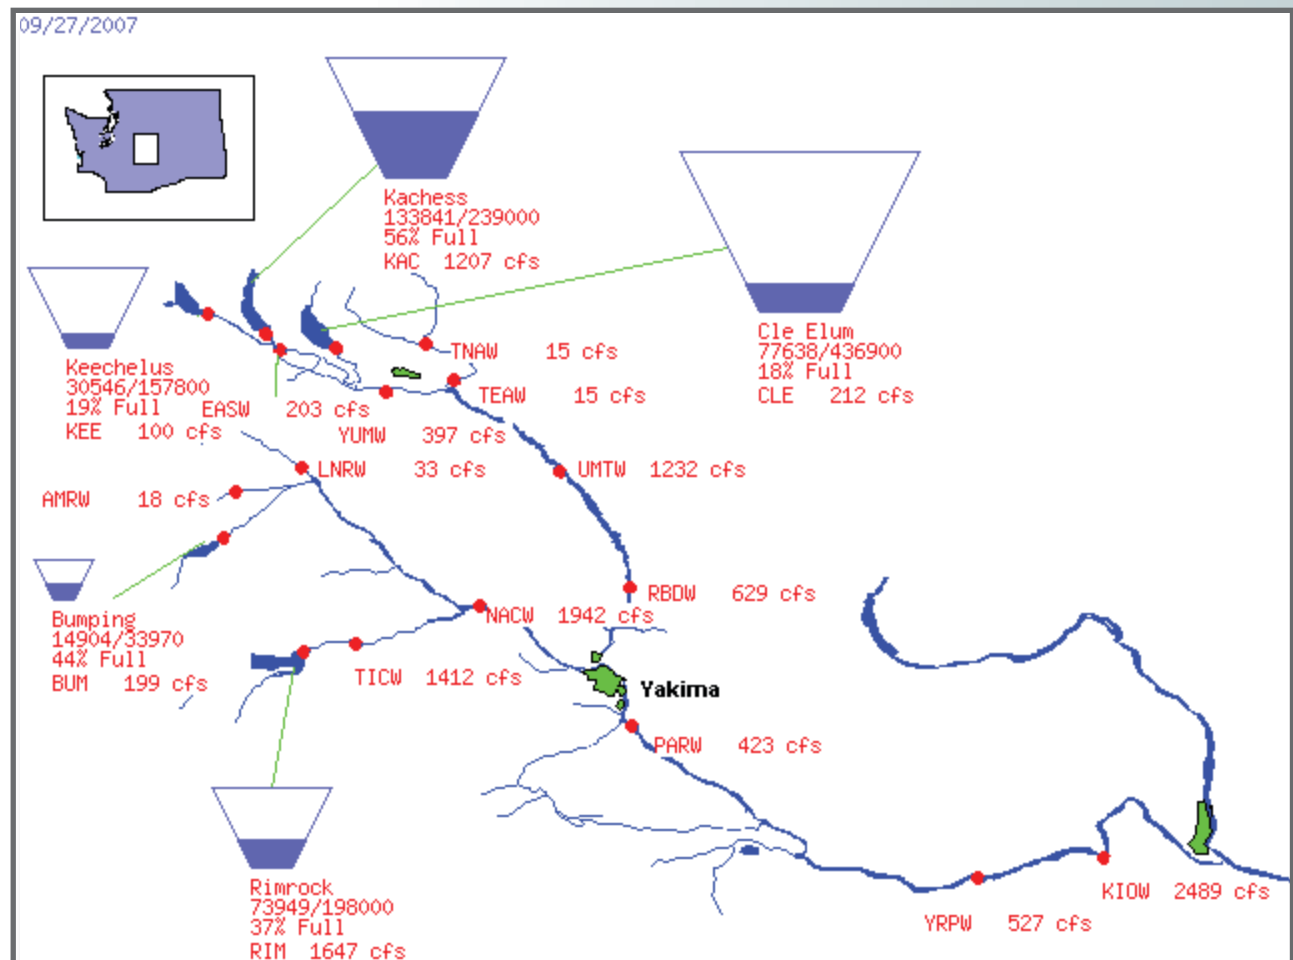 09/27/2007
Kachess
133841/239000
56% Full
KAC 1207 cfs
Cle Elum
77638/436900
18% Full
CLE 212 cfs
Keechelus
30546/157800
19% Full
KEE 100 cfs
TNAW 15 cfs
TEAW 15 cfs
EASW 203 cfs
YUMW 397 cfs
LNRW 33 cfs
UMTW 1232 cfs
AMRW 18 cfs
RBDW 629 cfs
NACW 1942 cfs
Bumping
14904/33970
44% Full
BUM 199 cfs
TICW 1412 cfs
Yakima
PARW 423 cfs
Rimrock
73949/198000
37% Full
RIM 1647 cfs
KIOW 2489 cfs
YRPW 527 cfs